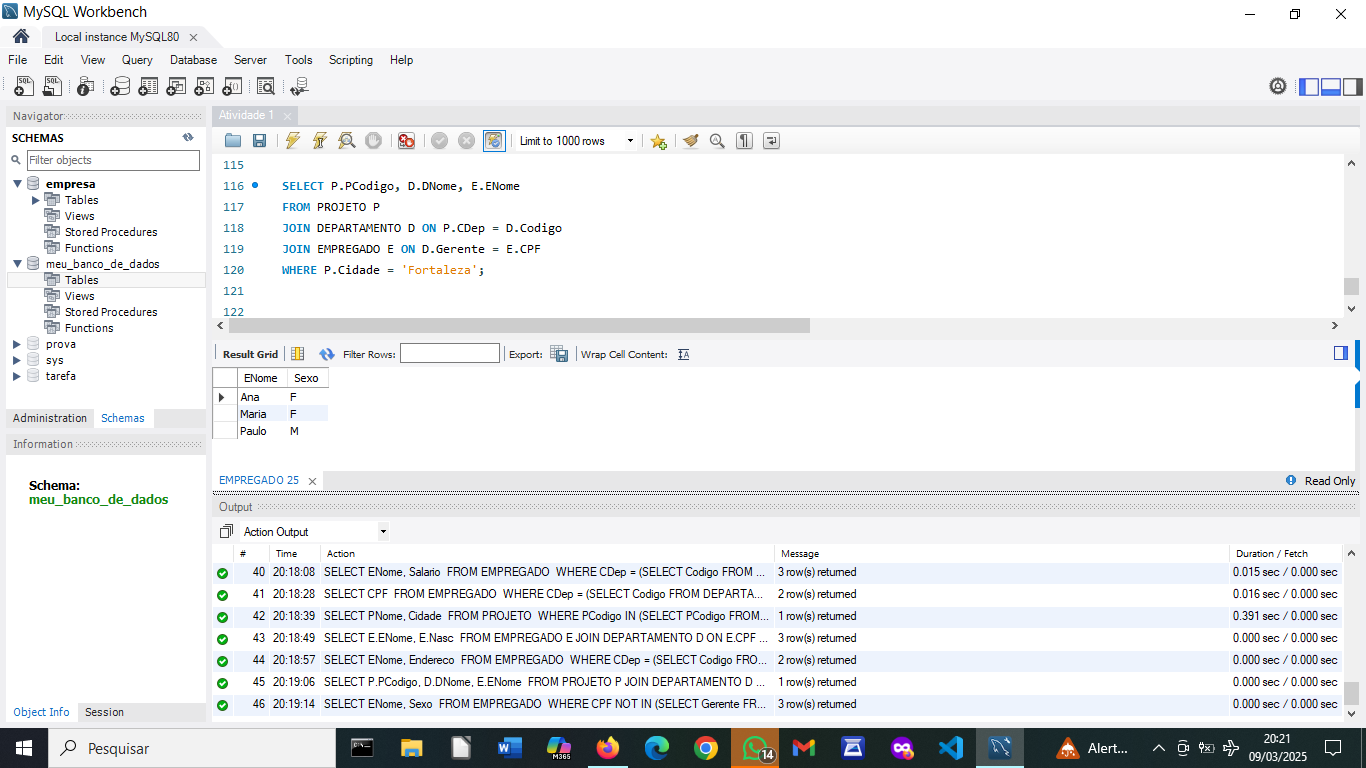 MySQL Workbench
Local instance MySQL80
File Edit View Query Database Server Tools Scripting Help
Navigator
SCHEMAS
Filter objects
empresa
Tables
Views
Stored Procedures
Functions
meu_banco_de_dados
Tables
Views
Stored Procedures
Functions
prova
sys
tarefa
Administration Schemas
Information
Schema:
meu_banco_de_dados
Object Info Session
Atividade 1
Limit to 1000 rows
115
116 SELECT P.PCodigo, D.DNome, E.ENome
117 FROM PROJETO P
118 JOIN DEPARTAMENTO D ON P.CDep = D.Codigo
119 JOIN EMPREGADO E ON D.Gerente = E.CPF
120 WHERE P.Cidade = 'Fortaleza';
121
122
Result Grid Filter Rows: Export: Wrap Cell Content:
ENome Sexo
Ana F
Maria F
Paulo M
EMPREGADO 25 Read Only
Output
Action Output
# Time Action Message Duration / Fetch
40 20:18:08 SELECT ENome, Salario FROM EMPREGADO WHERE CDep = (SELECT Codigo FROM ... 3 row(s) returned 0.015 sec / 0.000 sec
41 20:18:28 SELECT CPF FROM EMPREGADO WHERE CDep = (SELECT Codigo FROM DEPARTA... 2 row(s) returned 0.016 sec / 0.000 sec
42 20:18:39 SELECT PNome, Cidade FROM PROJETO WHERE PCodigo IN (SELECT PCodigo FROM... 1 row(s) returned 0.391 sec / 0.000 sec
43 20:18:49 SELECT E.ENome, E.Nasc FROM EMPREGADO E JOIN DEPARTAMENTO D ON E.CPF ... 3 row(s) returned 0.000 sec / 0.000 sec
44 20:18:57 SELECT ENome, Endereco FROM EMPREGADO WHERE CDep = (SELECT Codigo FRO... 2 row(s) returned 0.000 sec / 0.000 sec
45 20:19:06 SELECT P.PCodigo, D.DNome, E.ENome FROM PROJETO P JOIN DEPARTAMENTO D ... 1 row(s) returned 0.000 sec / 0.000 sec
46 20:19:14 SELECT ENome, Sexo FROM EMPREGADO WHERE CPF NOT IN (SELECT Gerente FR... 3 row(s) returned 0.000 sec / 0.000 sec
Pesquisar
M365
14
Alert...
20:21
09/03/2025